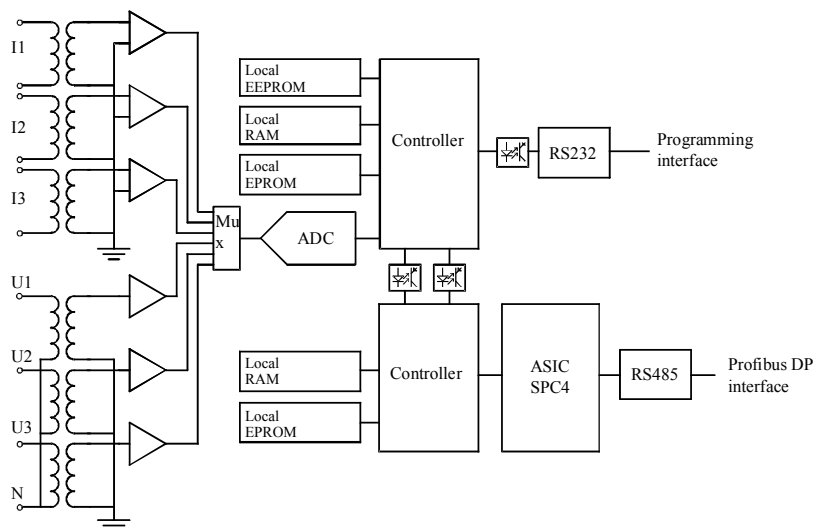 I1
I2
I3
U1
U2
U3
N
Mu
x
ADC
Local
EEPROM
Local
RAM
Local
EPROM
Controller
RS232
Programming
interface
Local
RAM
Local
EPROM
Controller
ASIC
SPC4
RS485
Profibus DP
interface